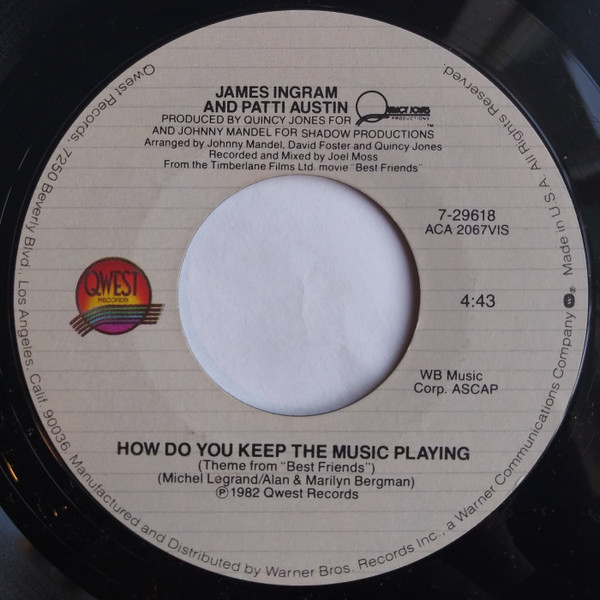 JAMES INGRAM
AND PATTI AUSTIN
QUINCY JONES
PRODUCTIONS
™
PRODUCED BY QUINCY JONES FOR
AND JOHNNY MANDEL FOR SHADOW PRODUCTIONS
Arranged by Johnny Mandel, David Foster and Quincy Jones
Recorded and Mixed by Joel Moss
From the Timberlane Films Ltd. movie "Best Friends"
7-29618
ACA 2067VIS
QWEST
RECORDS
4:43
WB Music
Corp. ASCAP
HOW DO YOU KEEP THE MUSIC PLAYING
(Theme from "Best Friends")
(Michel Legrand/Alan & Marilyn Bergman)
℗1982 Qwest Records
Qwest Records, 7250 Beverly Blvd., Los Angeles, Calif. 90036, Manufactured and Distributed by Warner Bros. Records Inc., a Warner Communications Company Made in U.S.A. All Rights Reserved.